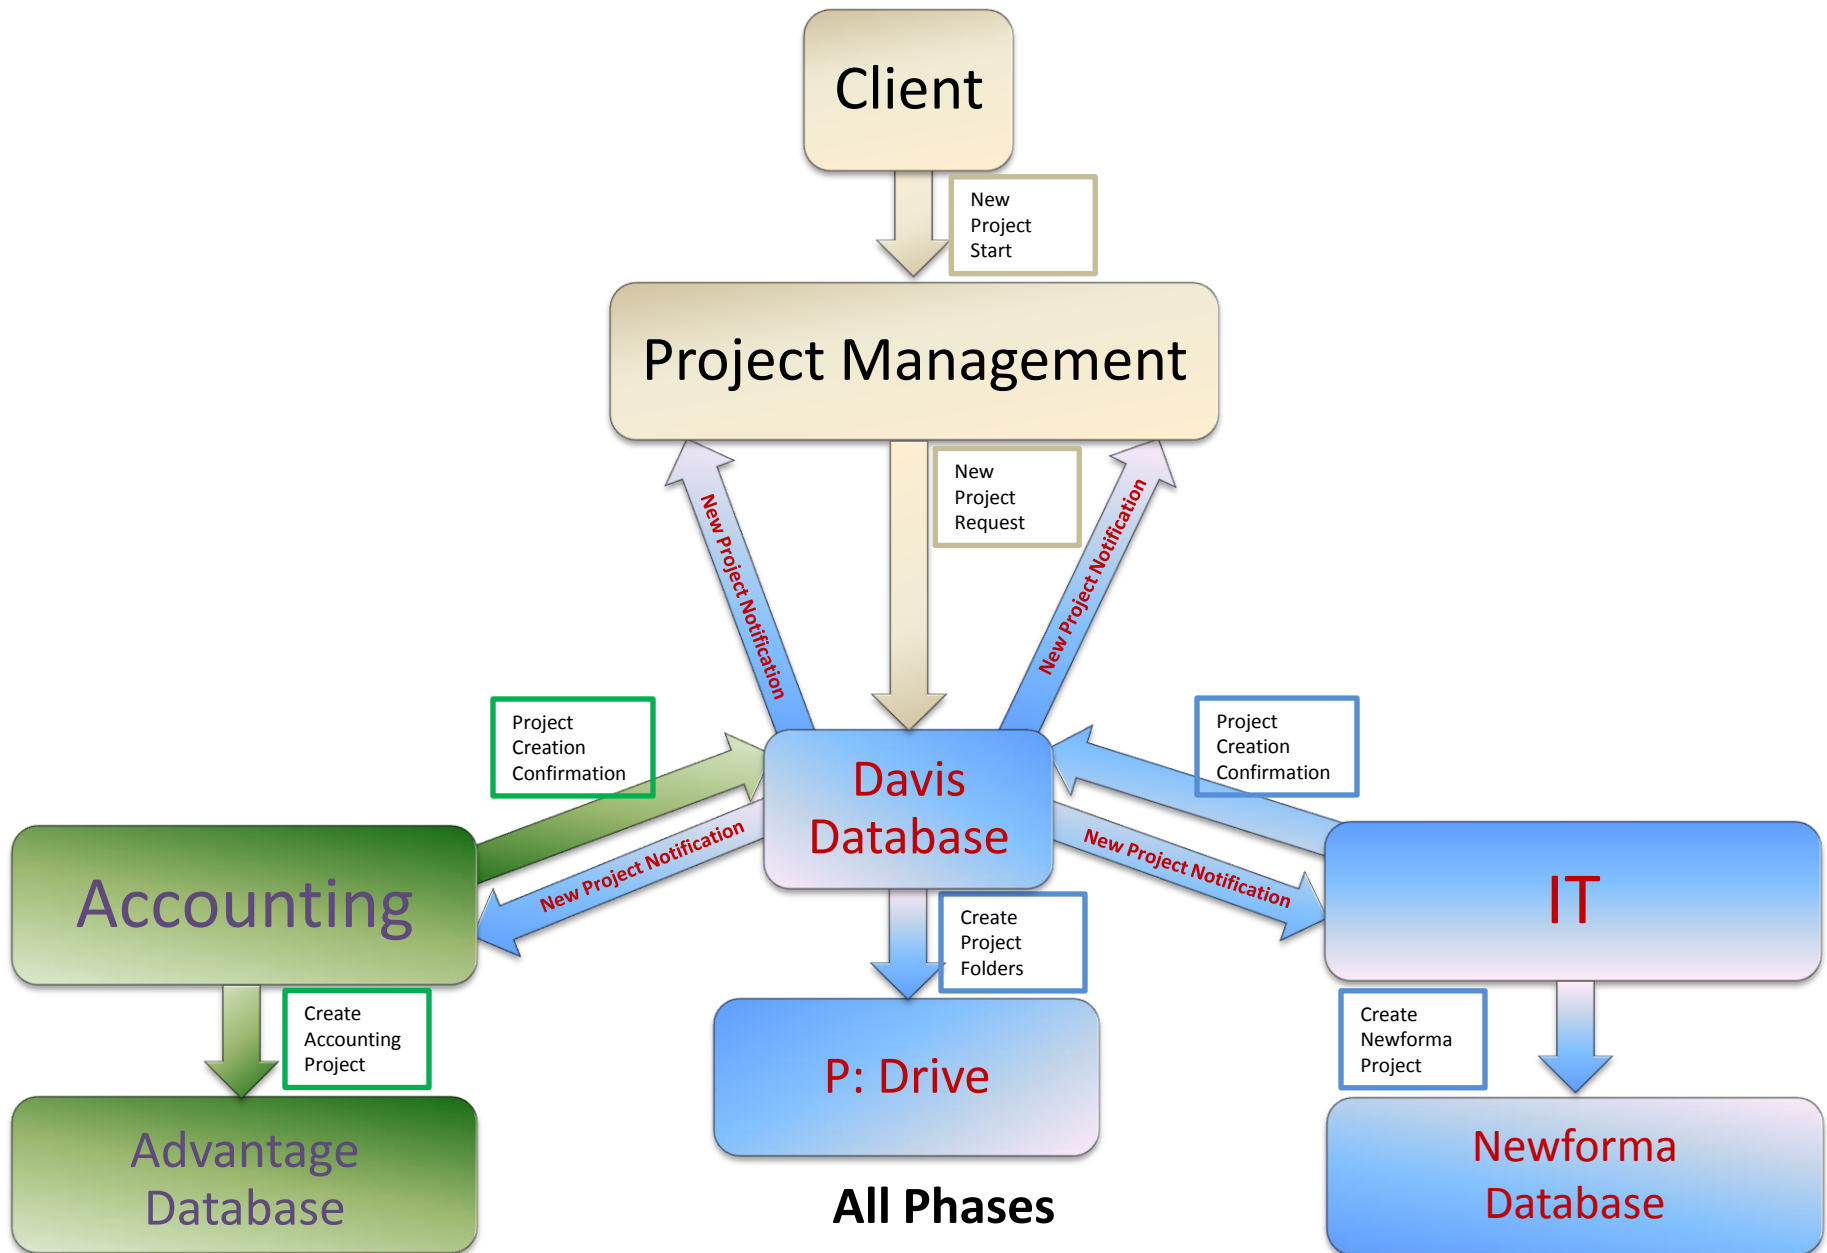 Client
New
Project
Start
Project Management
New
Project
Request
New Project Notification
New Project Notification
Project
Creation
Confirmation
Project
Creation
Confirmation
Davis
Database
New Project Notification
New Project Notification
Accounting
IT
Create
Project
Folders
Create
Accounting
Project
Create
Newforma
Project
P: Drive
Advantage
Database
Newforma
Database
All Phases